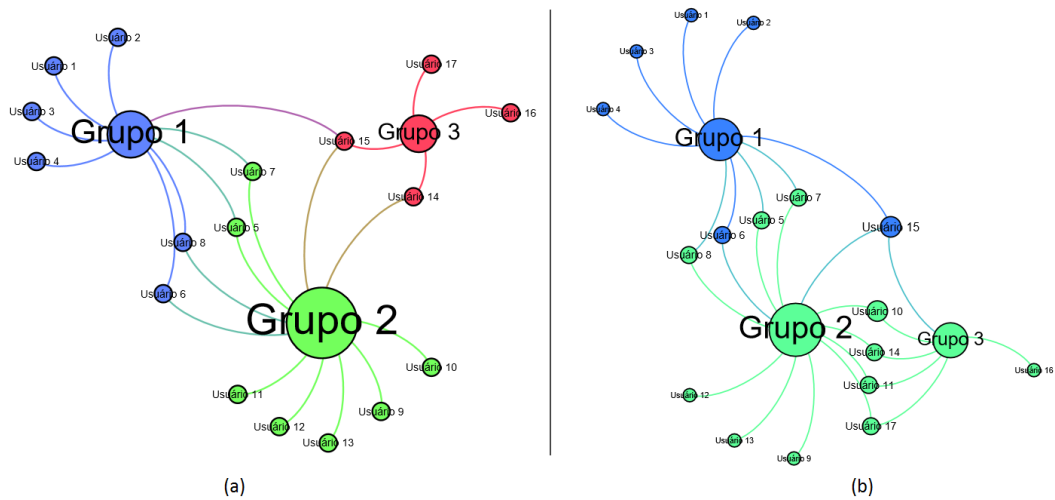 Usuário 2
Usuário 1
Usuário 3
Usuário 4
Grupo 1
Usuário 17
Usuário 16
Grupo 3
Usuário 15
Usuário 7
Usuário 14
Usuário 5
Usuário 8
Usuário 6
Grupo 2
Usuário 10
Usuário 11
Usuário 9
Usuário 12
Usuário 13
(a)
Usuário 1
Usuário 2
Usuário 3
Usuário 4
Grupo 1
Usuário 7
Usuário 5
Usuário 15
Usuário 6
Usuário 8
Usuário 10
Grupo 2
Grupo 3
Usuário 14
Usuário 16
Usuário 11
Usuário 12
Usuário 17
Usuário 13
Usuário 9
(b)